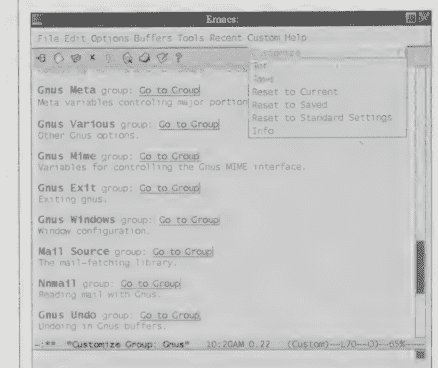 Emacs:
File Edit Options Buffers Tools Recent Custom Help
Customize
Set
Save
Reset to Current
Reset to Saved
Reset to Standard Settings
Info
Gnus Meta group: Go to Group
Meta variables controling major portion
Gnus Various group: Go to Group
Other Gnus options.
Gnus Mime group: Go to Group
Variables for controlling the Gnus MIME interface.
Gnus Exit group: Go to Group
Exiting gnus.
Gnus Windows group: Go to Group
Window configuration.
Mail Source group: Go to Group
The mail-fetching library.
Nnmail group: Go to Group
Reading mail with Gnus.
Gnus Undo group: Go to Group
Undoing in Gnus buffers.
-:** *Customize Group: Gnus* 10:20AM 0.22 (Custom)--L70--C3--65%--